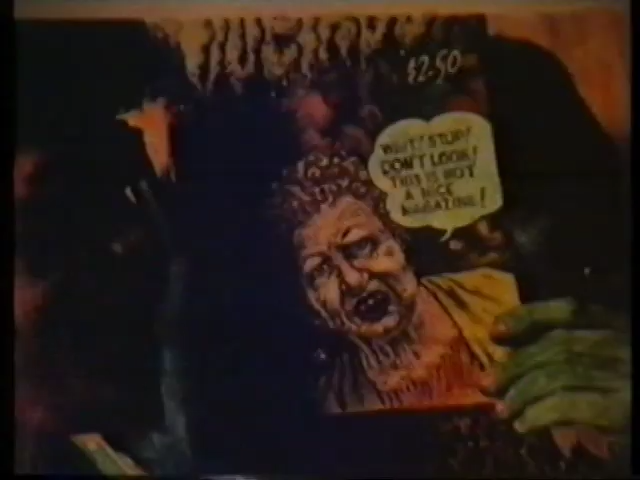 $2.50
WAIT! STOP!
DON'T LOOK!
THIS IS NOT
A NICE
MAGAZINE!